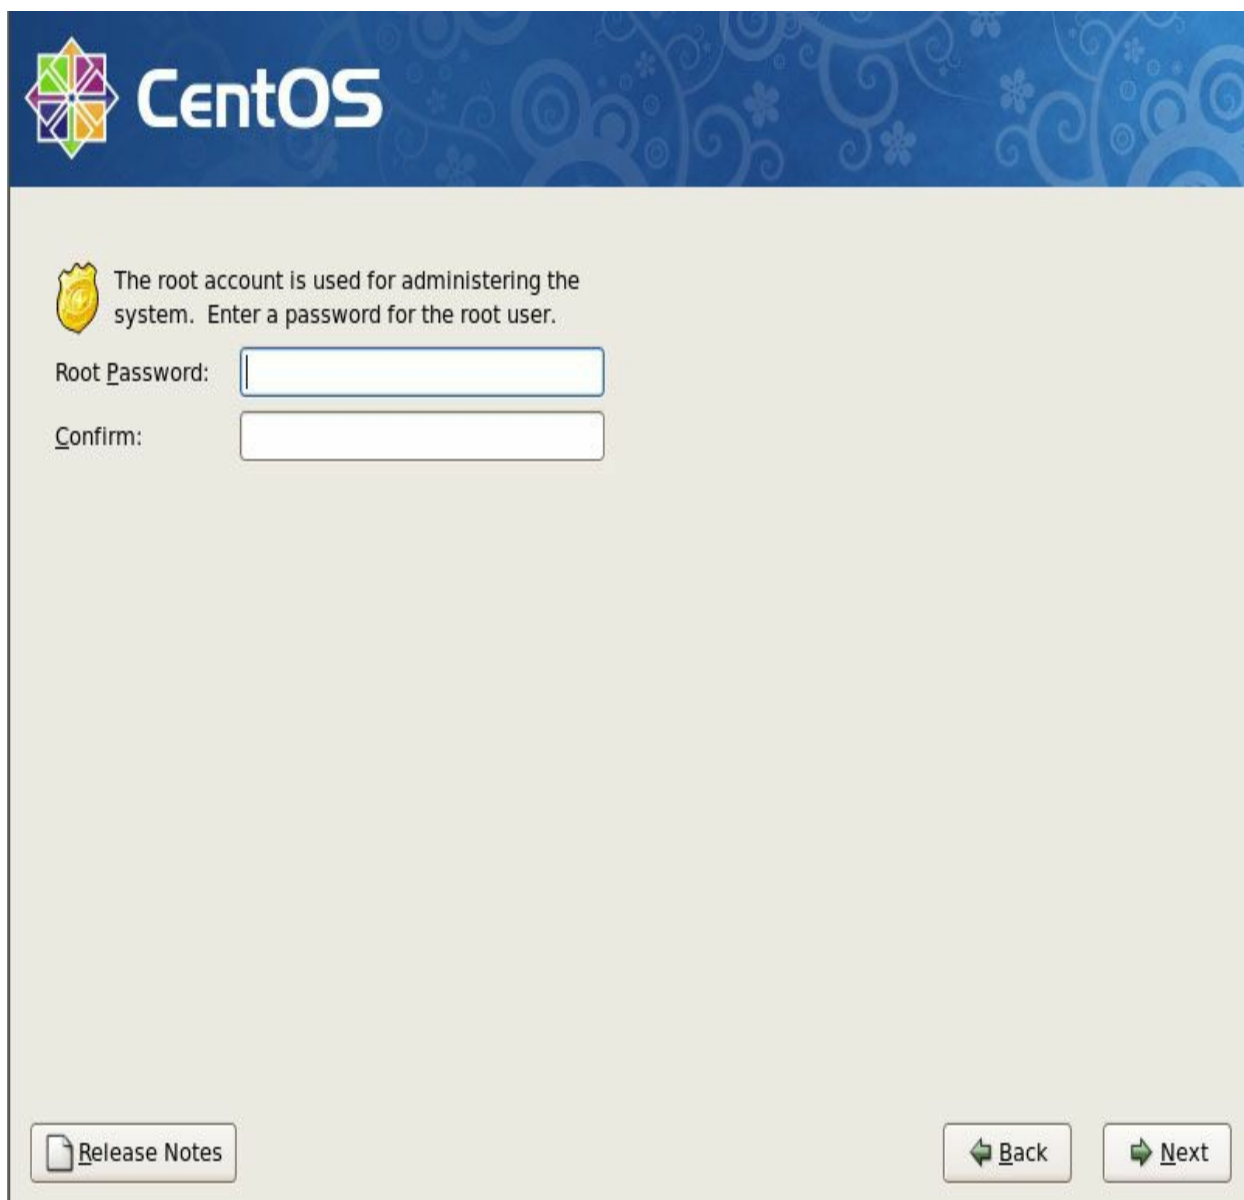 CentOS
The root account is used for administering the
system.  Enter a password for the root user.
Root Password:
Confirm:
Release Notes
Back
Next